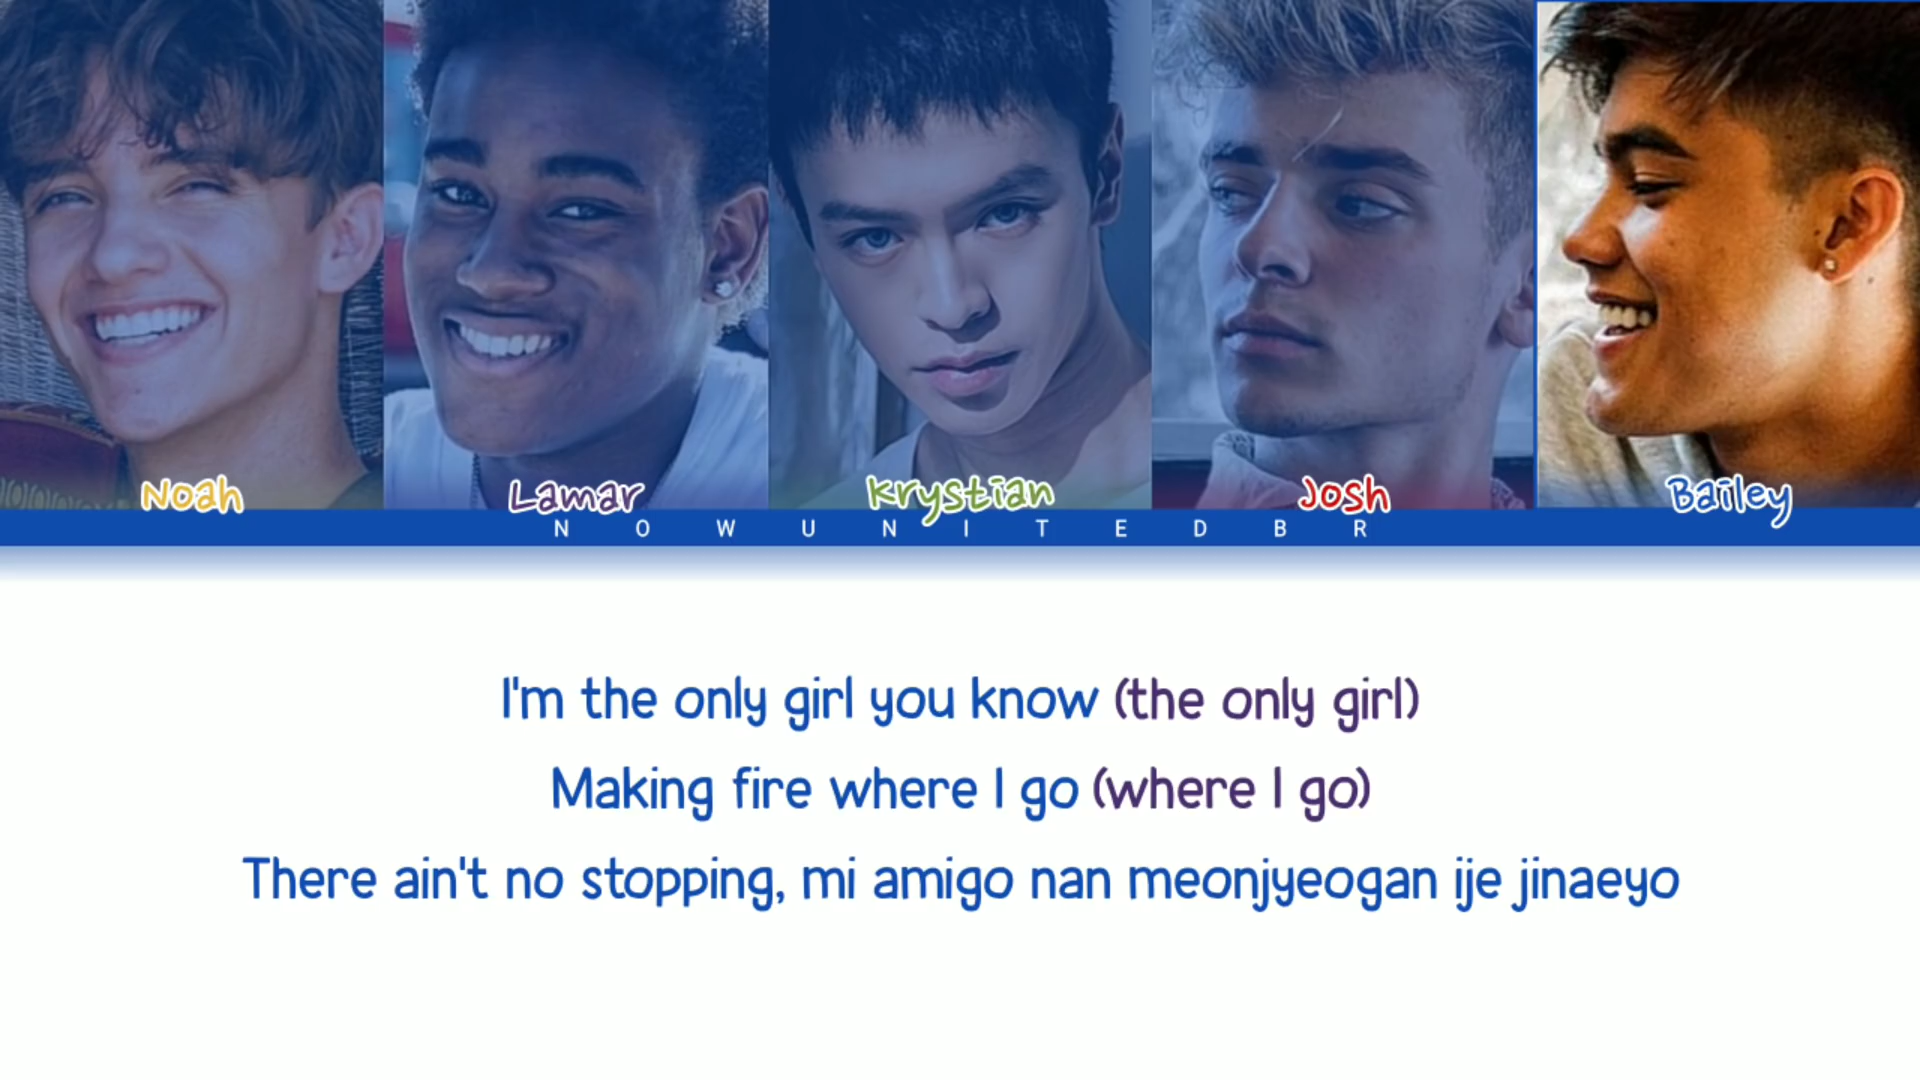 Noah Lamar Krystian Josh Bailey
NOWUNITEDBR
I'm the only girl you know (the only girl)
Making fire where I go (where I go)
There ain't no stopping, mi amigo nan meonjyeogan ije jinaeyo